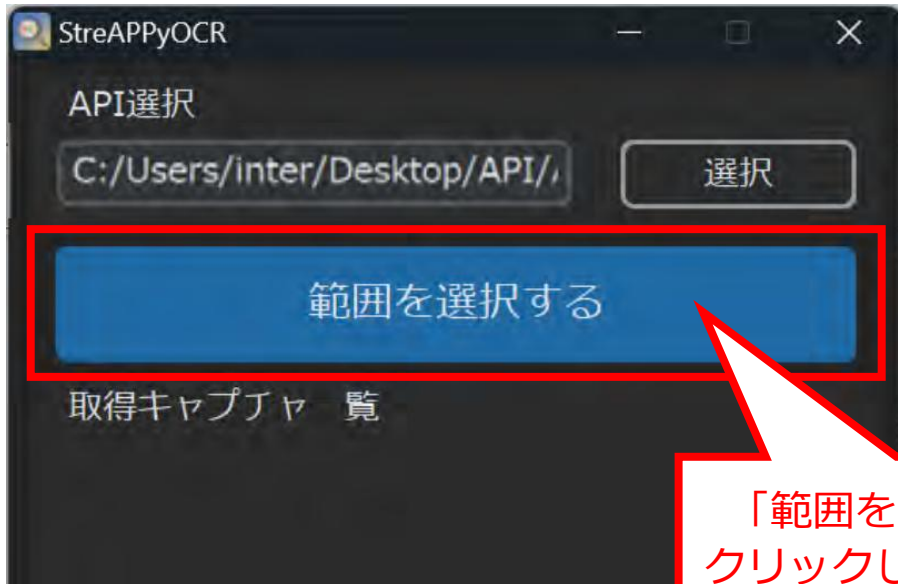 StreAPPyOCR
API選択
C:/Users/inter/Desktop/API/
選択
範囲を選択する
取得キャプチャ 覧
「範囲を
クリックし